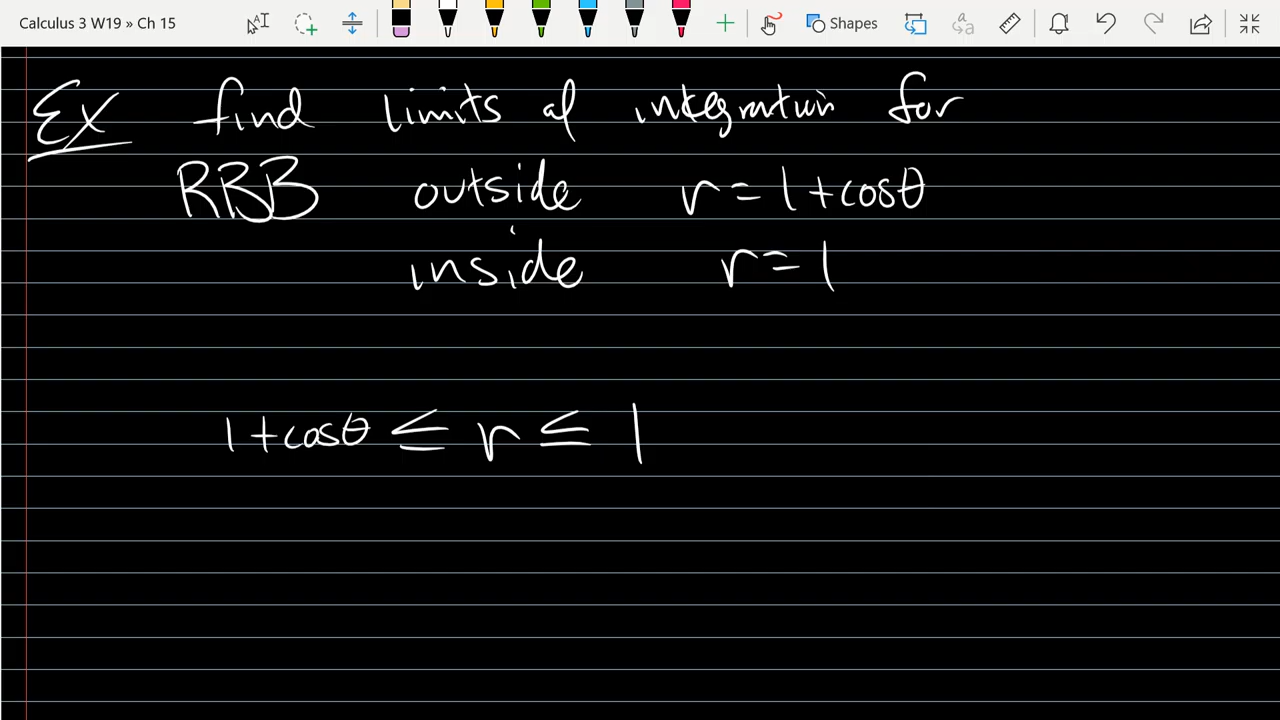 Calculus 3 W19 » Ch 15
Shapes
Ex find limits of integration for
RBB outside r = 1 + cosθ
inside r = 1
1 + cosθ ≤ r ≤ 1